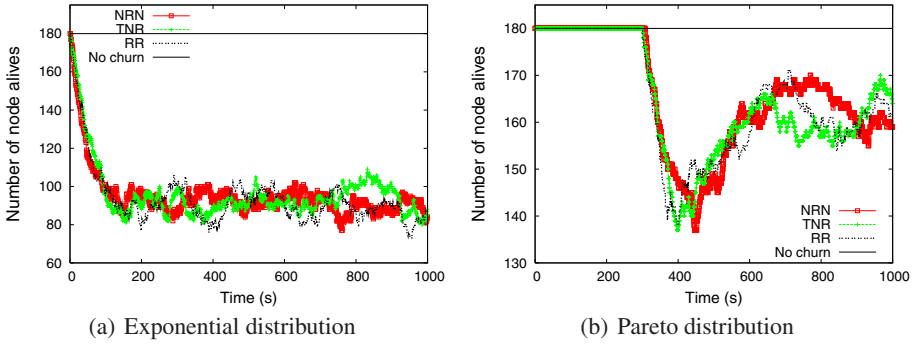 NRN
TNR
RR
No churn
Number of node alives
180
160
140
120
100
80
60
0 200 400 600 800 1000
Time (s)
(a) Exponential distribution
Number of node alives
180
170
160
150
140
130
NRN
TNR
RR
No churn
0 200 400 600 800 1000
Time (s)
(b) Pareto distribution